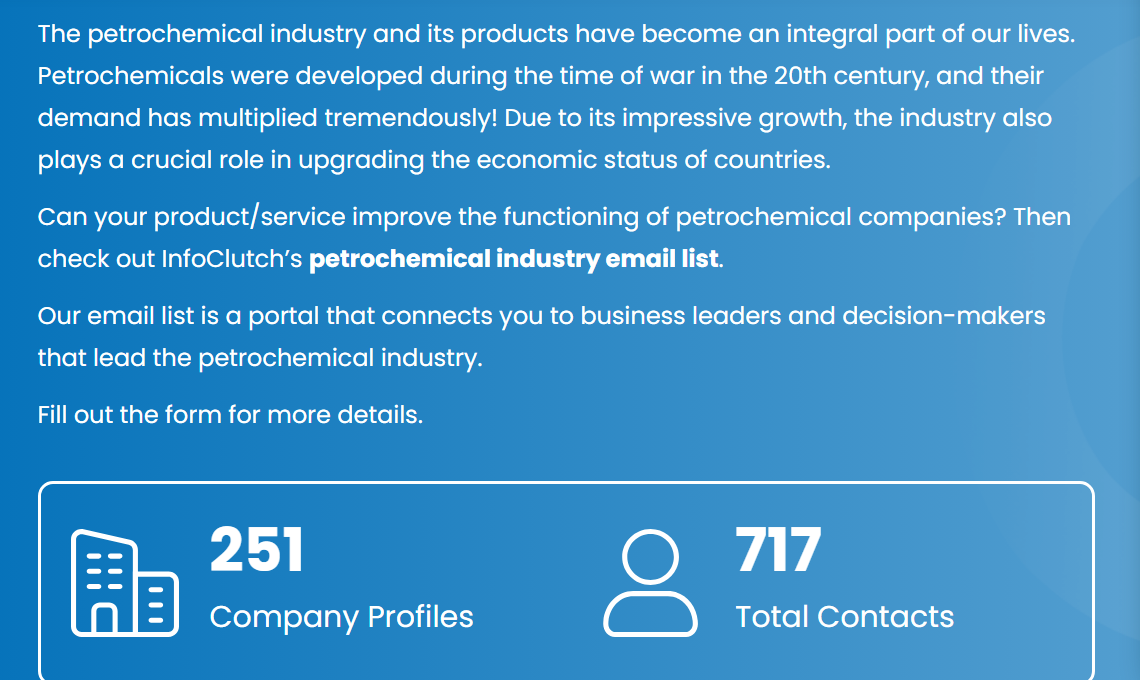 The petrochemical industry and its products have become an integral part of our lives.
Petrochemicals were developed during the time of war in the 20th century, and their
demand has multiplied tremendously! Due to its impressive growth, the industry also
plays a crucial role in upgrading the economic status of countries.
Can your product/service improve the functioning of petrochemical companies? Then
check out InfoClutch’s petrochemical industry email list.
Our email list is a portal that connects you to business leaders and decision-makers
that lead the petrochemical industry.
Fill out the form for more details.
251
Company Profiles
717
Total Contacts